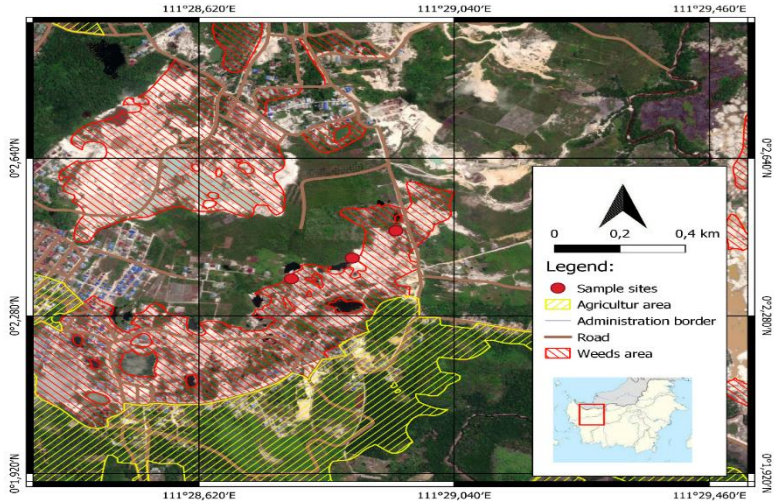 111°28,620'E 111°29,040'E 111°29,460'E
0°2,640'N 0°2,640'N
0 0,2 0,4 km
Legend:
Sample sites
Agricultur area
Administration border
Road
Weeds area
0°2,280'N 0°2,280'N
0°1,920'N 0°1,920'N
111°28,620'E 111°29,040'E 111°29,460'E